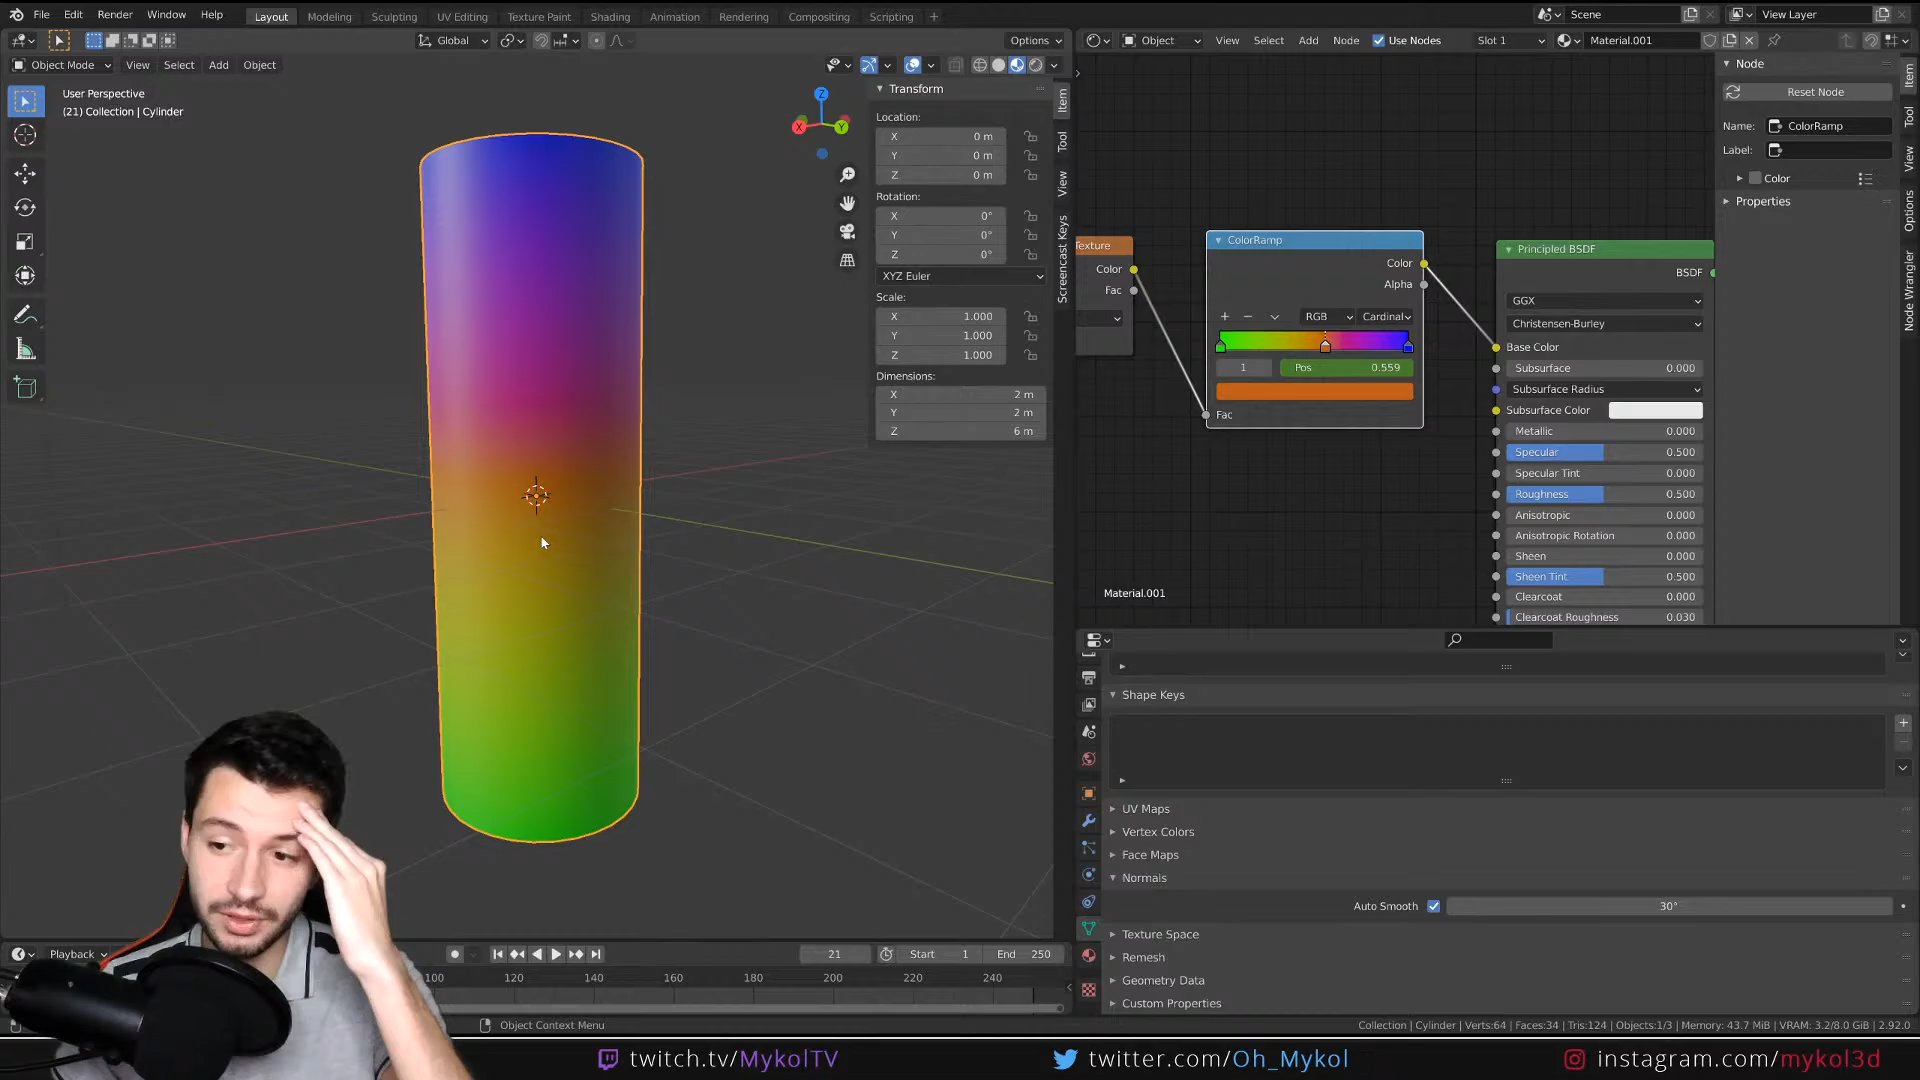 File Edit Render Window Help Layout Modeling Sculpting UV Editing Texture Paint Shading Animation Rendering Compositing Scripting + Scene View Layer
Global Options
Object Mode View Select Add Object
User Perspective
(21) Collection | Cylinder
Z
X
Y
Transform
Location:
X 0 m
Y 0 m
Z 0 m
Rotation:
X 0°
Y 0°
Z 0°
XYZ Euler
Scale:
X 1.000
Y 1.000
Z 1.000
Dimensions:
X 2 m
Y 2 m
Z 6 m
Item
Tool
View
Screencast Keys
Object View Select Add Node Use Nodes Slot 1 Material.001
Texture
Color
Fac
ColorRamp
Color
Alpha
RGB Cardinal
1 Pos 0.559
Fac
Principled BSDF
BSDF
GGX
Christensen-Burley
Base Color
Subsurface 0.000
Subsurface Radius
Subsurface Color
Metallic 0.000
Specular 0.500
Specular Tint 0.000
Roughness 0.500
Anisotropic 0.000
Anisotropic Rotation 0.000
Sheen 0.000
Sheen Tint 0.500
Clearcoat 0.000
Clearcoat Roughness 0.030
Material.001
Node
Reset Node
Name: ColorRamp
Label:
Color
Properties
Item
Tool
View
Options
Node Wrangler
Shape Keys
UV Maps
Vertex Colors
Face Maps
Normals
Auto Smooth 30°
Texture Space
Remesh
Geometry Data
Custom Properties
Playback 21 Start 1 End 250
100 120 140 160 180 200 220 240
Object Context Menu
Collection | Cylinder | Verts:64 | Faces:34 | Tris:124 | Objects:1/3 | Memory: 43.7 MiB | VRAM: 3.2/8.0 GiB | 2.92.0
twitch.tv/MykolTV twitter.com/Oh_Mykol instagram.com/mykol3d